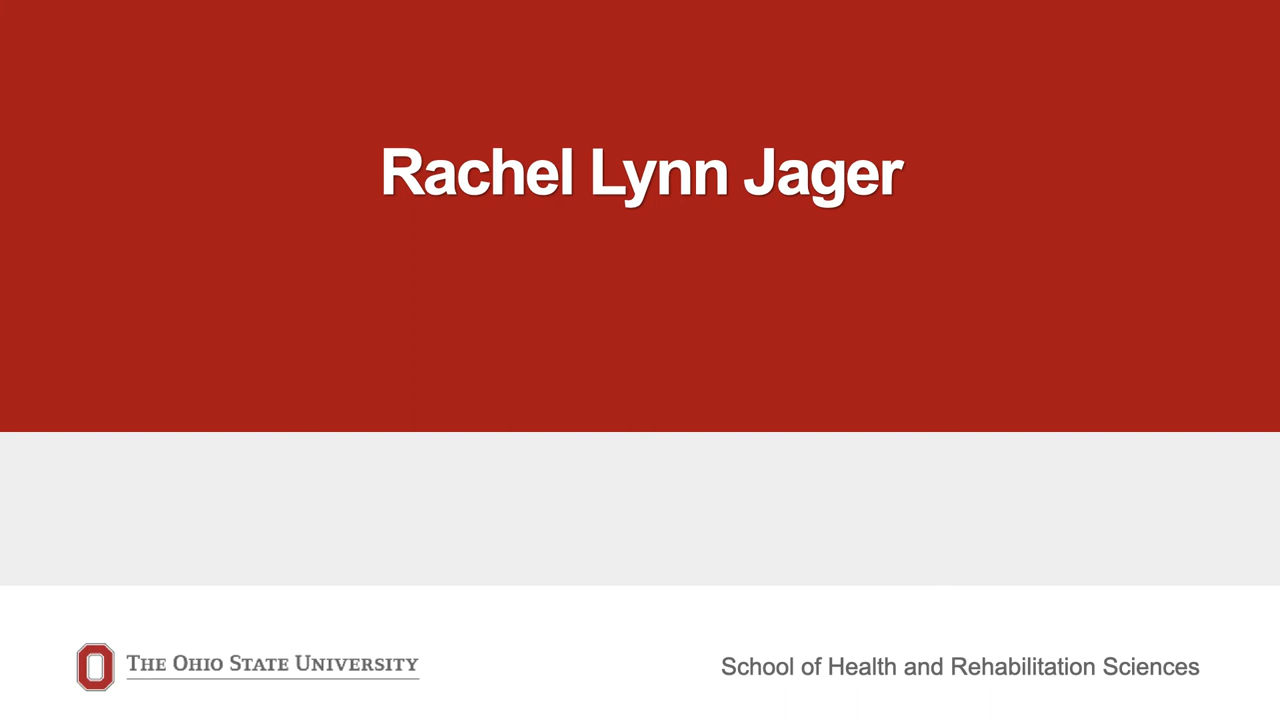 Rachel Lynn Jager
THE OHIO STATE UNIVERSITY
School of Health and Rehabilitation Sciences